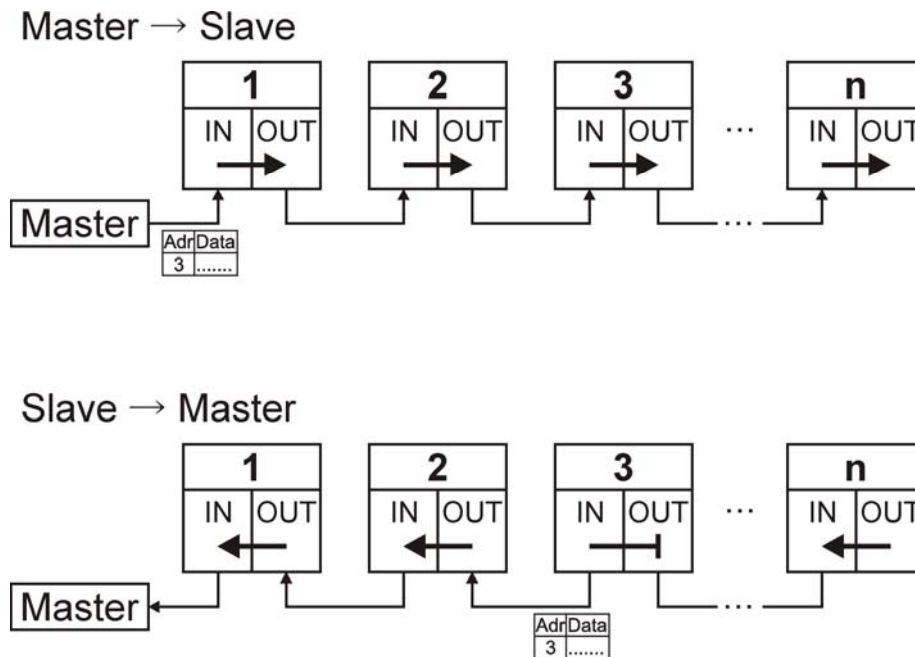 Master → Slave
1 2 3 n
IN OUT IN OUT IN OUT ... IN OUT
Master ...
Adr Data
3 .......
Slave → Master
1 2 3 n
IN OUT IN OUT IN OUT ... IN OUT
Master ...
Adr Data
3 .......